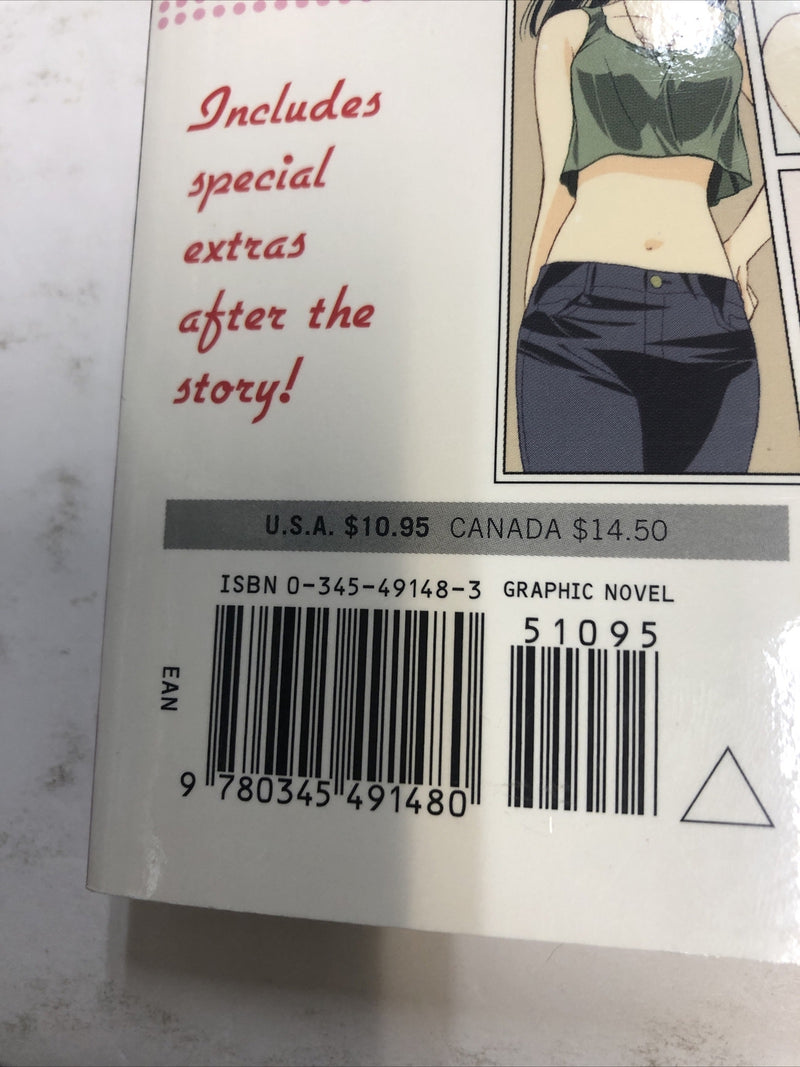 Includes
special
extras
after the
story!
U.S.A. $10.95 CANADA $14.50
ISBN 0-345-49148-3 GRAPHIC NOVEL
51095
EAN
9 780345 491480